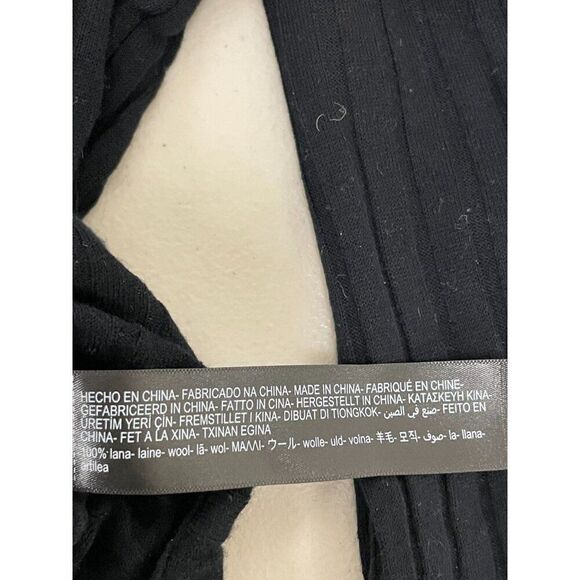 HECHO EN CHINA- FABRICADO NA CHINA- MADE IN CHINA- FABRIQUÉ EN CHINE-
GEFABRICEERD IN CHINA- FATTO IN CINA- HERGESTELLT IN CHINA- ΚΑΤΑΣΚΕΥΗ ΚΙΝΑ-
ÜRETİM YERİ ÇİN- FREMSTILLET I KINA- DIBUAT DI TIONGKOK- صنع في الصين- FEITO EN
CHINA- FET A LA XINA- TXINAN EGINA
100% lana- laine- wool- lã- wol- ΜΑΛΛΙ- ウール- wolle- uld- volna- 羊毛- 모직- صوف- la- llana-
artilea